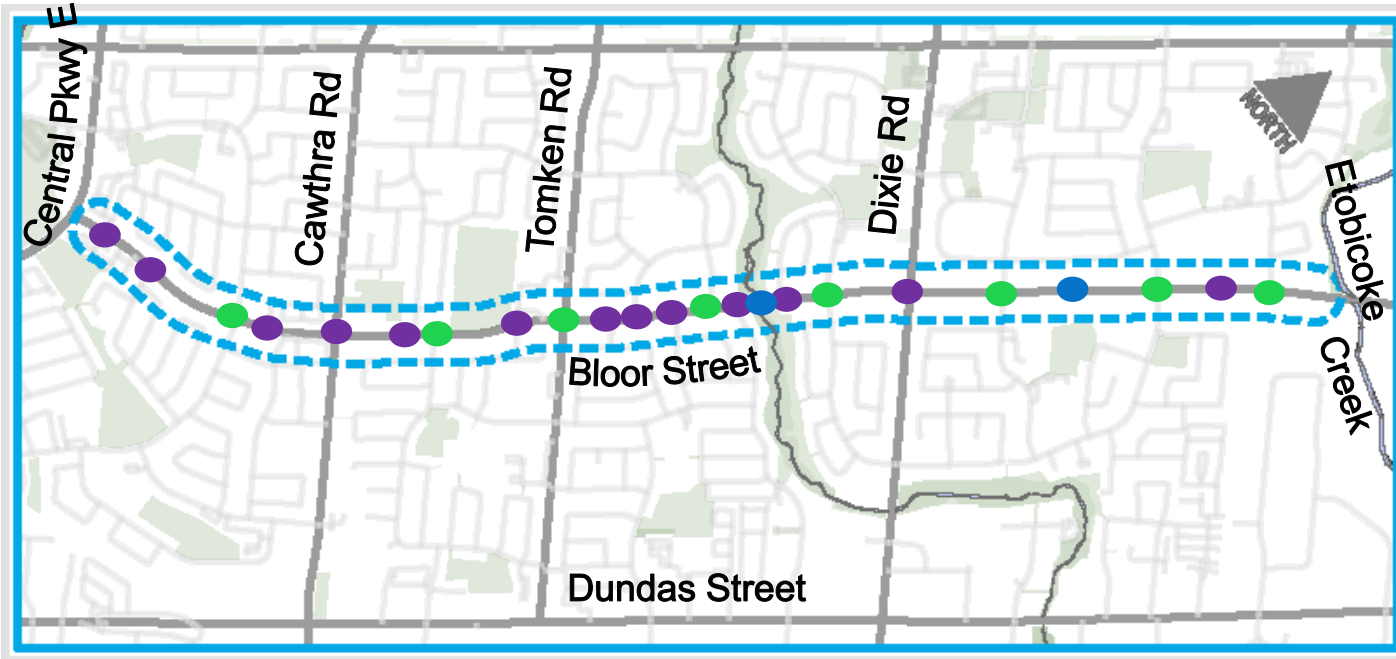 Central Pkwy E
Cawthra Rd
Tomken Rd
Dixie Rd
NORTH
Etobicoke
Creek
Bloor Street
Dundas Street